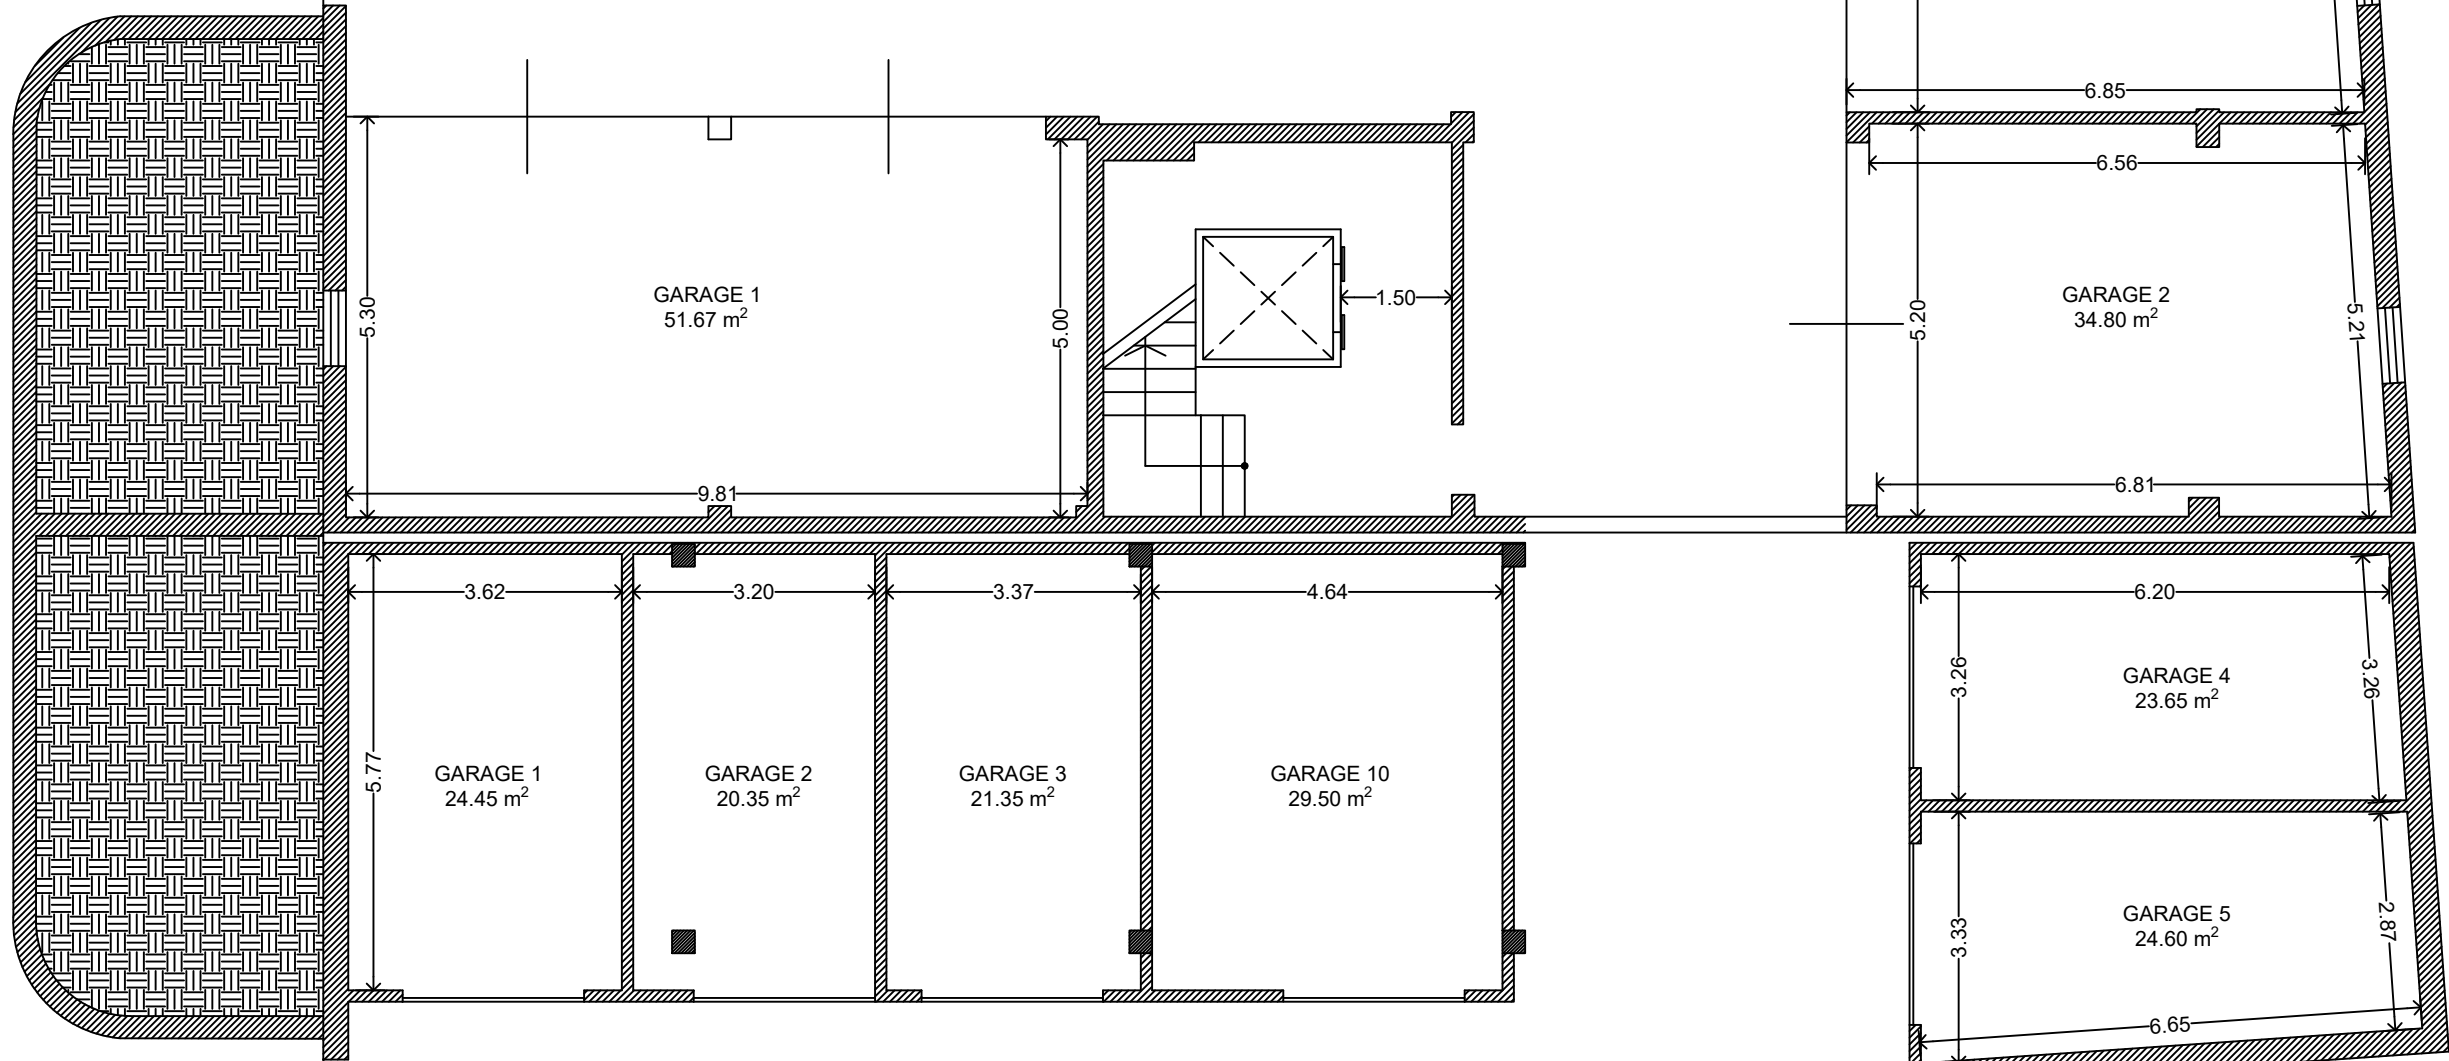 6.85
6.56
GARAGE 1
51.67 m²
5.30
5.00
1.50
5.20
GARAGE 2
34.80 m²
5.21
9.81
6.81
3.62
3.20
3.37
4.64
6.20
3.26
GARAGE 4
23.65 m²
3.26
5.77
GARAGE 1
24.45 m²
GARAGE 2
20.35 m²
GARAGE 3
21.35 m²
GARAGE 10
29.50 m²
3.33
GARAGE 5
24.60 m²
2.87
6.65